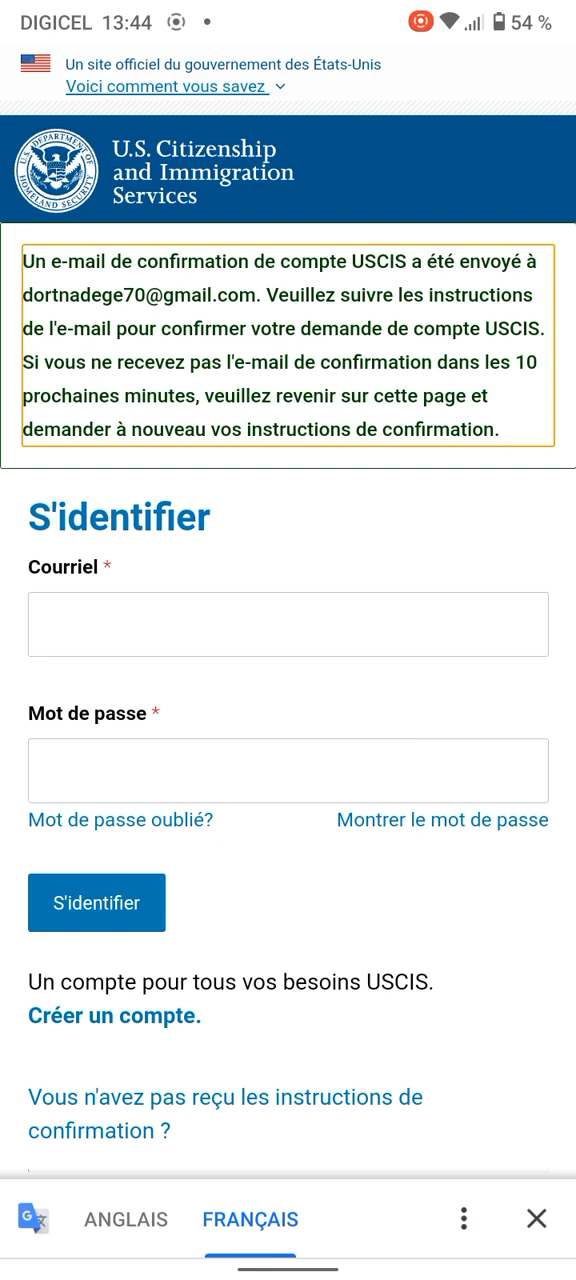 DIGICEL 13:44
54 %
Un site officiel du gouvernement des États-Unis
Voici comment vous savez
U.S. Citizenship
and Immigration
Services
Un e-mail de confirmation de compte USCIS a été envoyé à
dortnadege70@gmail.com. Veuillez suivre les instructions
de l'e-mail pour confirmer votre demande de compte USCIS.
Si vous ne recevez pas l'e-mail de confirmation dans les 10
prochaines minutes, veuillez revenir sur cette page et
demander à nouveau vos instructions de confirmation.
S'identifier
Courriel *
Mot de passe *
Mot de passe oublié? Montrer le mot de passe
S'identifier
Un compte pour tous vos besoins USCIS.
Créer un compte.
Vous n'avez pas reçu les instructions de
confirmation ?
ANGLAIS FRANÇAIS